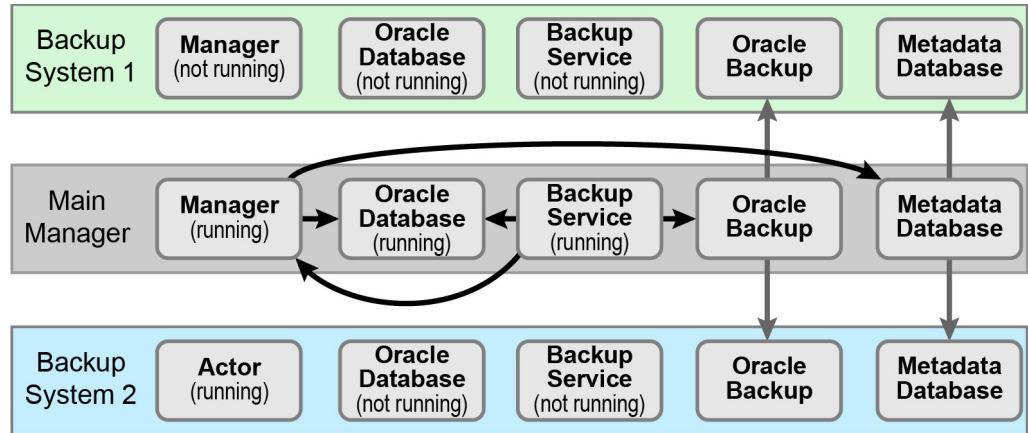 Backup
System 1
Manager
(not running)
Oracle
Database
(not running)
Backup
Service
(not running)
Oracle
Backup
Metadata
Database
Main
Manager
Manager
(running)
Oracle
Database
(running)
Backup
Service
(running)
Oracle
Backup
Metadata
Database
Backup
System 2
Actor
(running)
Oracle
Database
(not running)
Backup
Service
(not running)
Oracle
Backup
Metadata
Database